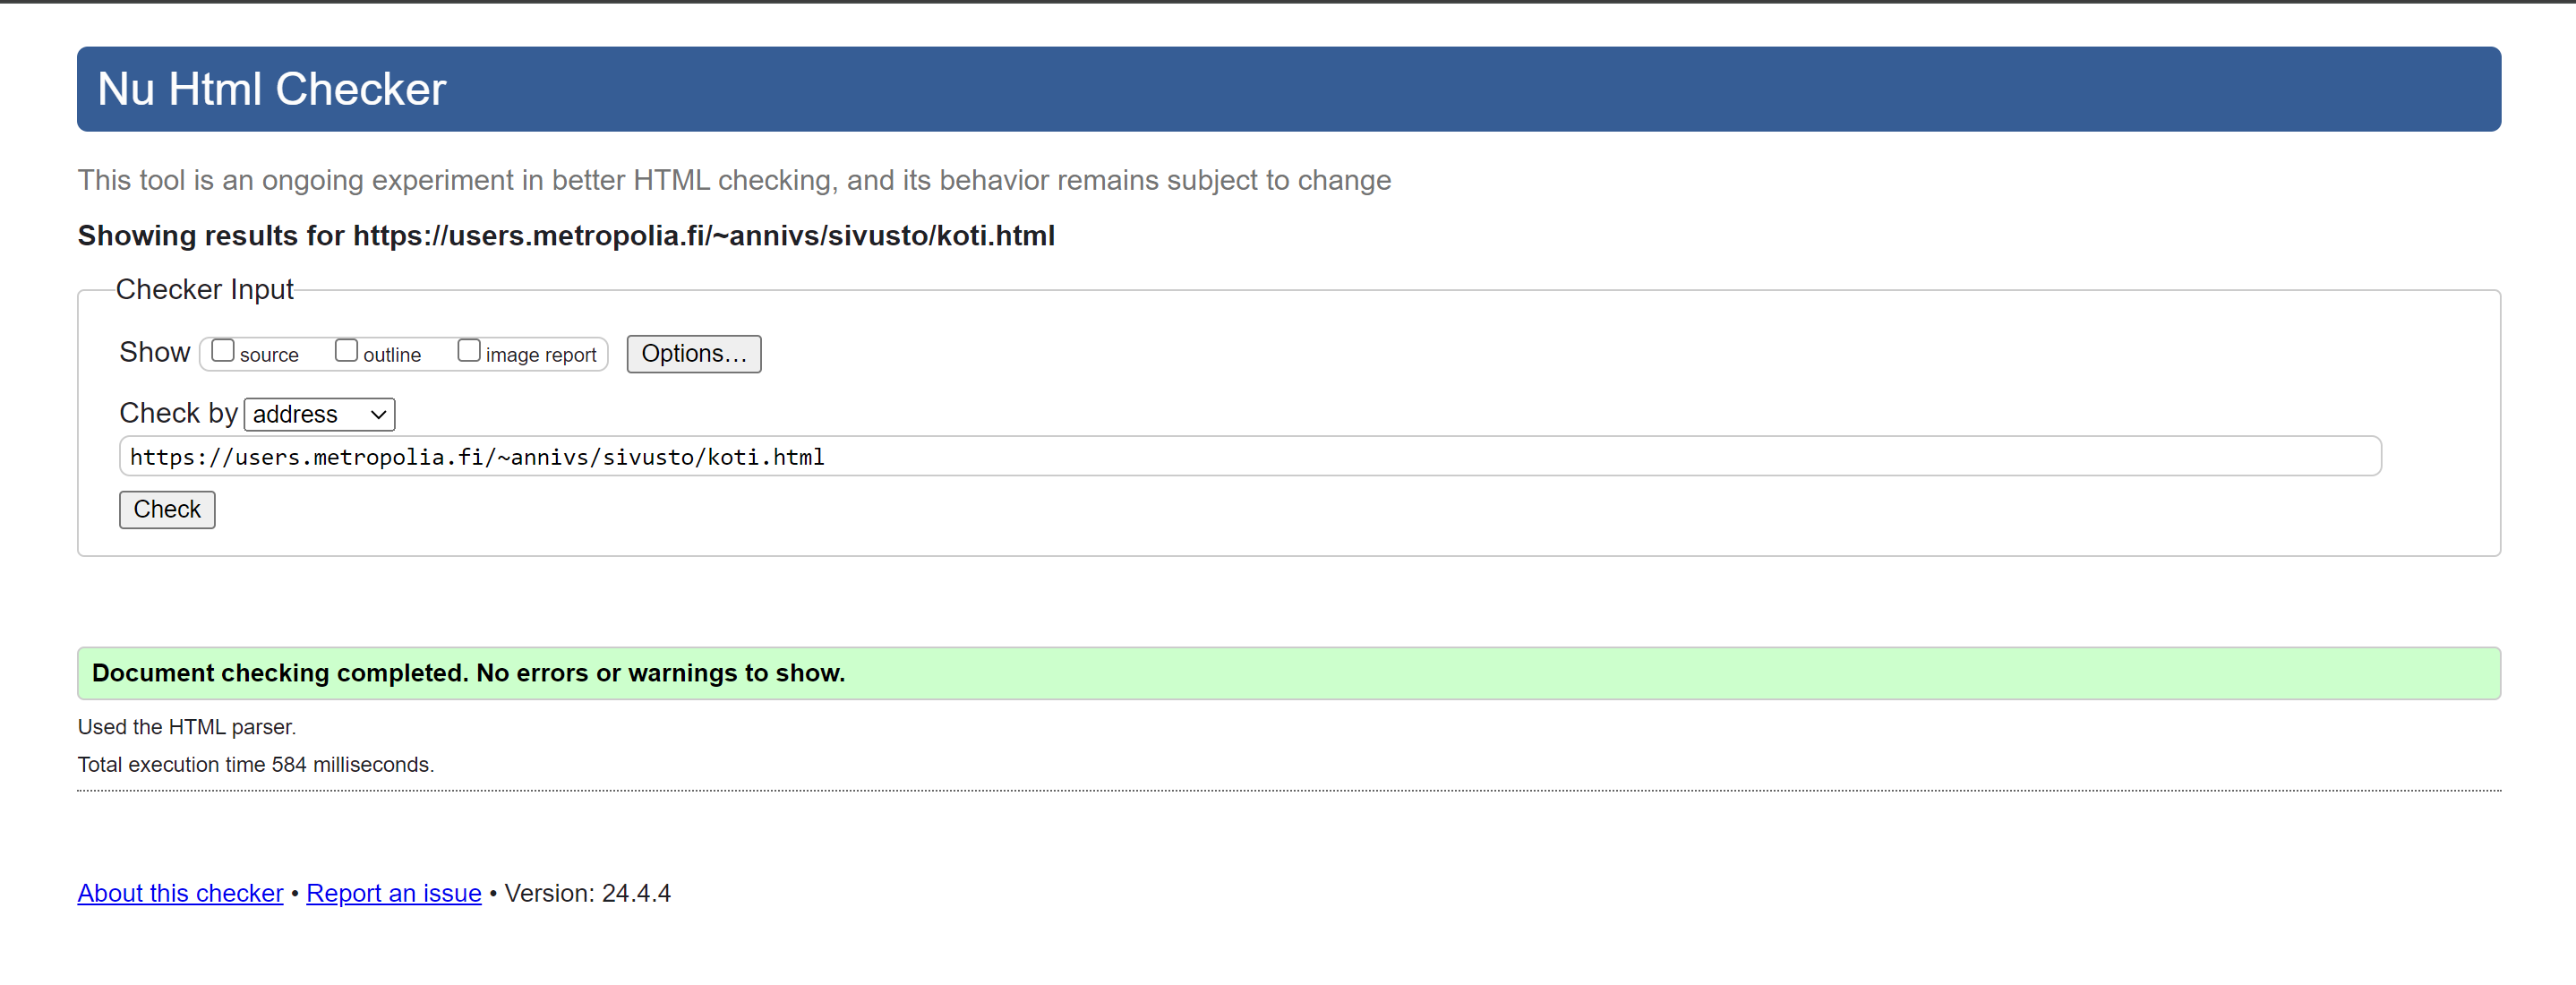 Nu Html Checker
This tool is an ongoing experiment in better HTML checking, and its behavior remains subject to change
Showing results for https://users.metropolia.fi/~annivs/sivusto/koti.html
Checker Input
Show source outline image report Options…
Check by address
https://users.metropolia.fi/~annivs/sivusto/koti.html
Check
Document checking completed. No errors or warnings to show.
Used the HTML parser.
Total execution time 584 milliseconds.
About this checker • Report an issue • Version: 24.4.4